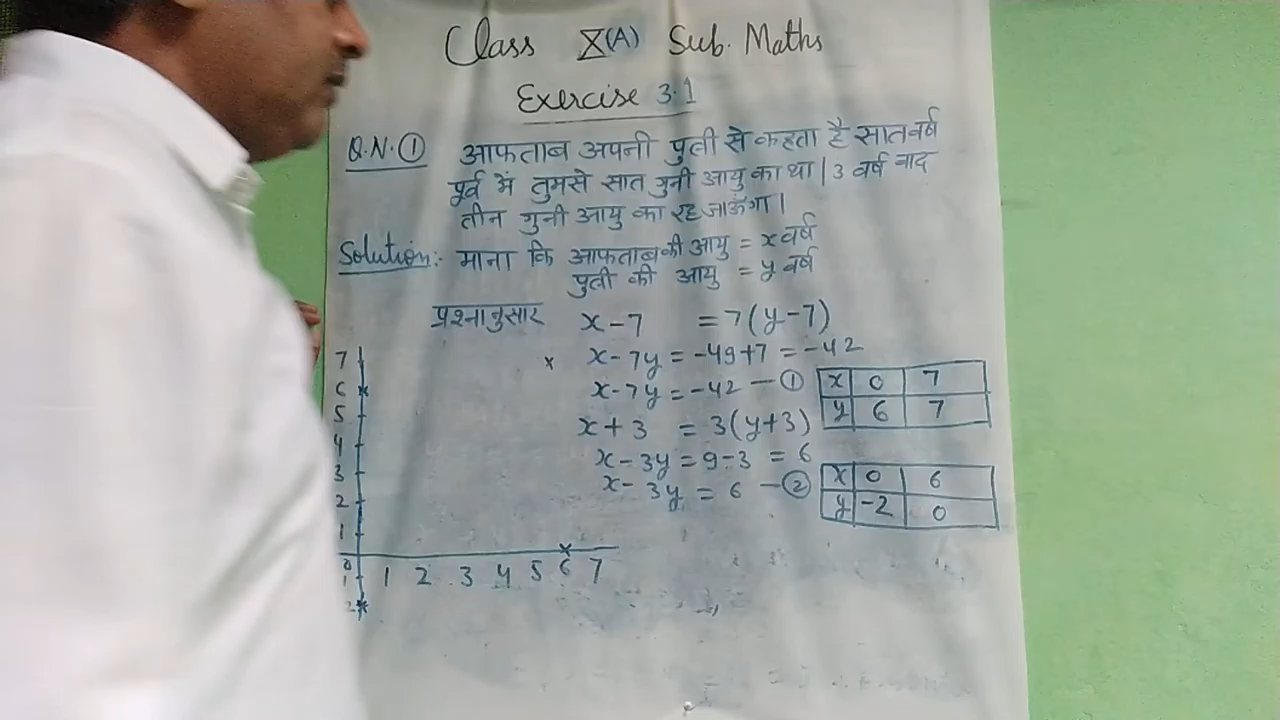 Class X(A) Sub. Maths
Exercise 3.1
Q.N. ① आफताब अपनी पुत्री से कहता है सात वर्ष
पूर्व में तुमसे सात गुनी आयु का था | 3 वर्ष बाद
तीन गुनी आयु का रह जाऊँगा |
Solution:- माना कि आफताब की आयु = x वर्ष
पुत्री की आयु = y वर्ष
प्रश्नानुसार x-7 = 7(y-7)
x-7y = -49+7 = -42
x-7y = -42 — ①
x 0 7
y 6 7
x+3 = 3(y+3)
x-3y = 9-3 = 6
x-3y = 6 — ②
x 0 6
y -2 0
7
6
5
4
3
2
1
0 1 2 3 4 5 6 7
1
2